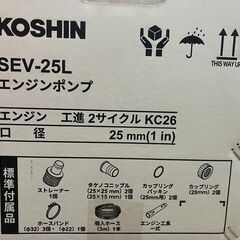 KOSHIN
THIS WAY UP
SEV-25L
エンジンポンプ
エンジン 工進2サイクル KC26
口 径 25 mm(1 in)
標準付属品
ストレーナー 1個
タケノコニップル (25×25 mm) 2個 (25×15 mm) 1個
カップリングパッキン (25mm用) 2個
カップリング (25mm) 2個
ホースバンド (φ32) 3個・(φ22) 1個
吸入ホース (3m) 1本
エンジン工具 一式